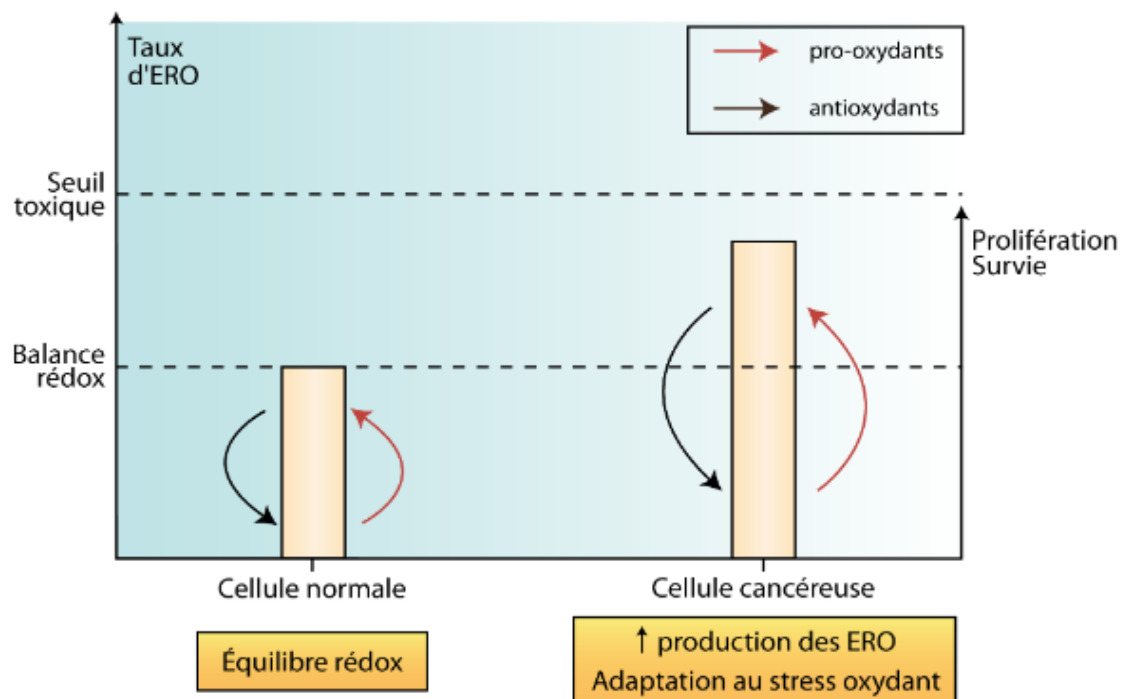 Taux
d'ERO
pro-oxydants
antioxydants
Seuil
toxique
Prolifération
Survie
Balance
rédox
Cellule normale
Cellule cancéreuse
Équilibre rédox
↑ production des ERO
Adaptation au stress oxydant